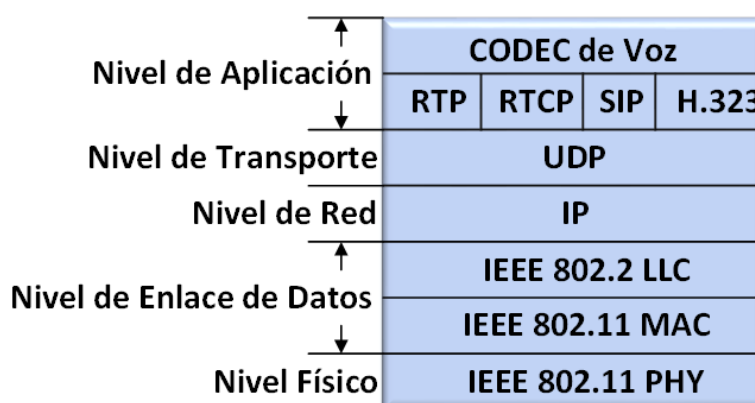 CODEC de Voz
Nivel de Aplicación
RTP RTCP SIP H.323
Nivel de Transporte UDP
Nivel de Red IP
IEEE 802.2 LLC
Nivel de Enlace de Datos
IEEE 802.11 MAC
Nivel Físico IEEE 802.11 PHY